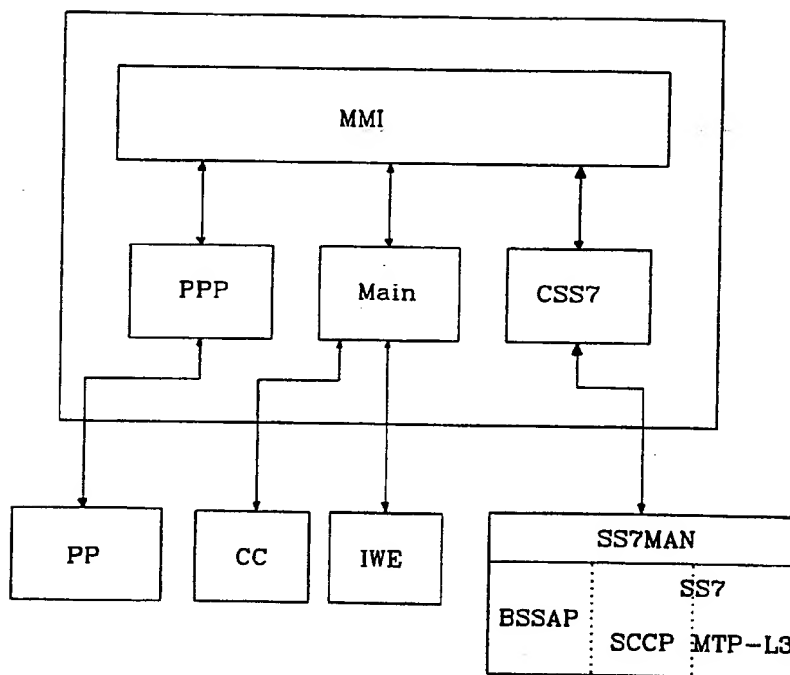 MMI
PPP
Main
CSS7
PP
CC
IWE
SS7MAN
SS7
BSSAP
SCCP
MTP-L3